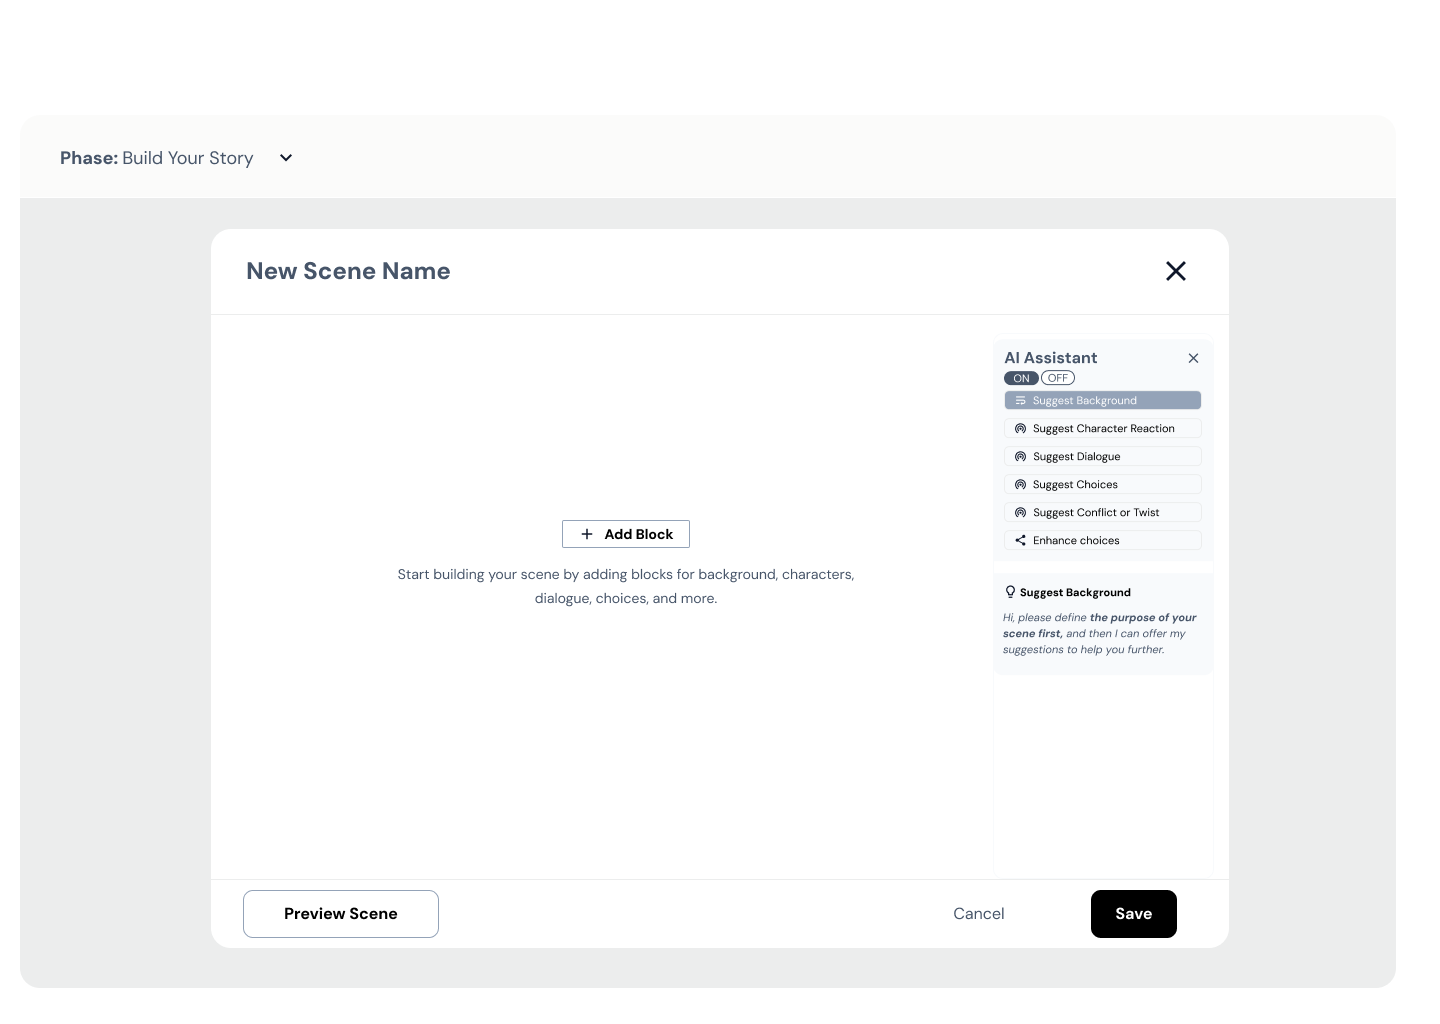 Phase: Build Your Story
New Scene Name
AI Assistant
ON OFF
Suggest Background
Suggest Character Reaction
Suggest Dialogue
Suggest Choices
Suggest Conflict or Twist
Enhance choices
Add Block
Start building your scene by adding blocks for background, characters,
dialogue, choices, and more.
Suggest Background
Hi, please define the purpose of your
scene first, and then I can offer my
suggestions to help you further.
Preview Scene
Cancel
Save